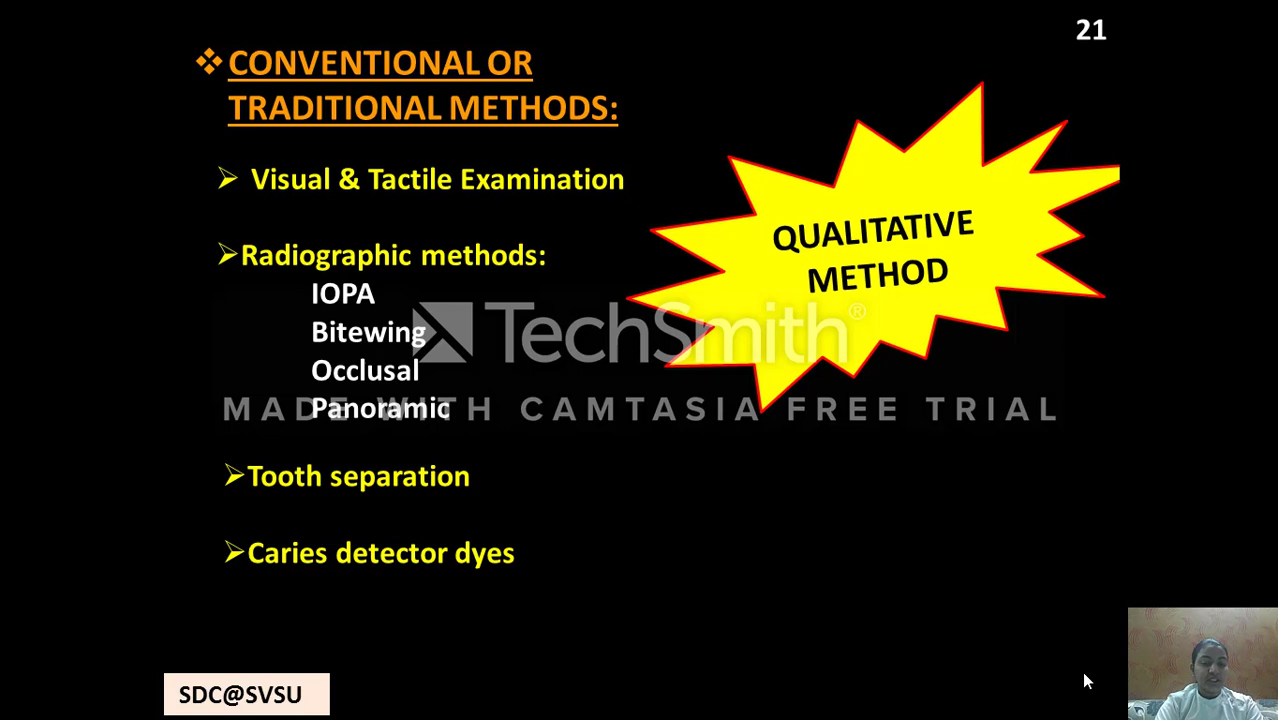 21
❖CONVENTIONAL OR
TRADITIONAL METHODS:
➢ Visual & Tactile Examination
➢Radiographic methods:
IOPA
Bitewing
Occlusal
Panoramic
➢Tooth separation
➢Caries detector dyes
QUALITATIVE
METHOD
TechSmith®
MADE WITH CAMTASIA FREE TRIAL
SDC@SVSU